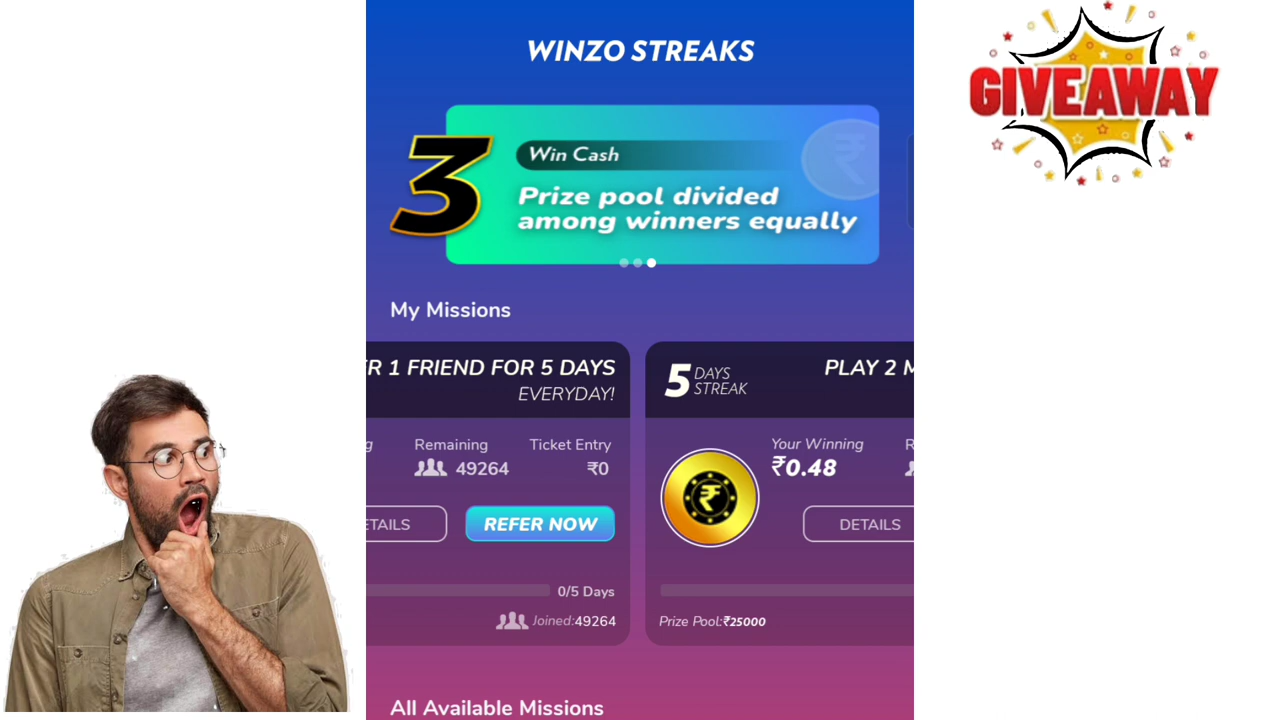 WINZO STREAKS
GIVEAWAY
3
Win Cash
Prize pool divided
among winners equally
My Missions
ER 1 FRIEND FOR 5 DAYS
EVERYDAY!
Remaining
Ticket Entry
49264
₹0
ETAILS
REFER NOW
0/5 Days
Joined:49264
5 DAYS
STREAK
PLAY 2 M
Your Winning
₹0.48
DETAILS
Prize Pool:₹25000
All Available Missions